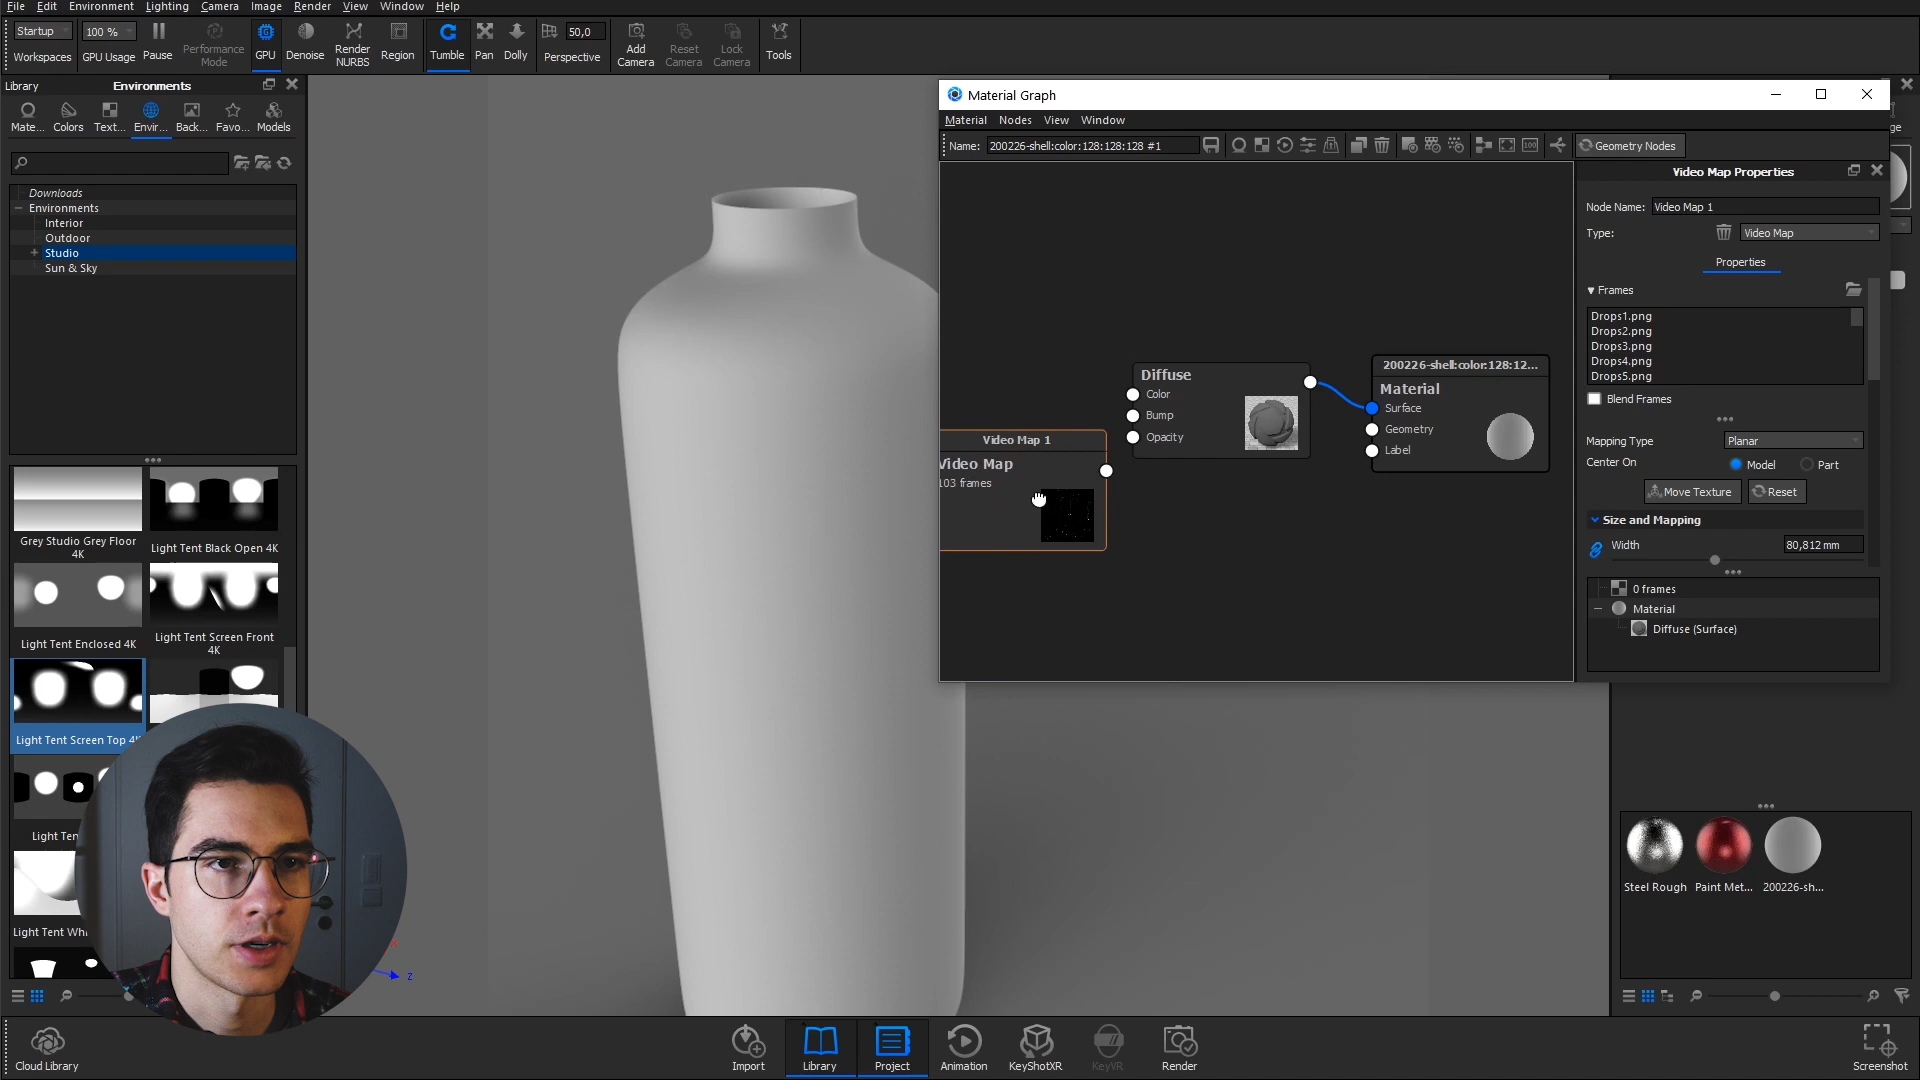 File Edit Environment Lighting Camera Image Render View Window Help
Startup 100 % 50,0
Workspaces GPU Usage Pause Performance Mode GPU Denoise Render NURBS Region Tumble Pan Dolly Perspective Add Camera Reset Camera Lock Camera Tools
Library Environments
Mate... Colors Text... Envir... Back... Favo... Models
Downloads
Environments
Interior
Outdoor
Studio
Sun & Sky
Grey Studio Grey Floor 4K
Light Tent Black Open 4K
Light Tent Enclosed 4K
Light Tent Screen Front 4K
Light Tent Screen Top 4K
Light Ten
Light Tent Whi
Z
Material Graph
Material Nodes View Window
Name: 200226-shell:color:128:128:128 #1 Geometry Nodes
Video Map 1
Video Map
103 frames
Diffuse
Color
Bump
Opacity
200226-shell:color:128:12...
Material
Surface
Geometry
Label
Video Map Properties
Node Name: Video Map 1
Type: Video Map
Properties
Frames
Drops1.png
Drops2.png
Drops3.png
Drops4.png
Drops5.png
Blend Frames
Mapping Type Planar
Center On Model Part
Move Texture Reset
Size and Mapping
Width 80,812 mm
0 frames
Material
Diffuse (Surface)
Steel Rough Paint Met... 200226-sh...
Cloud Library Import Library Project Animation KeyShotXR KeyVR Render Screenshot